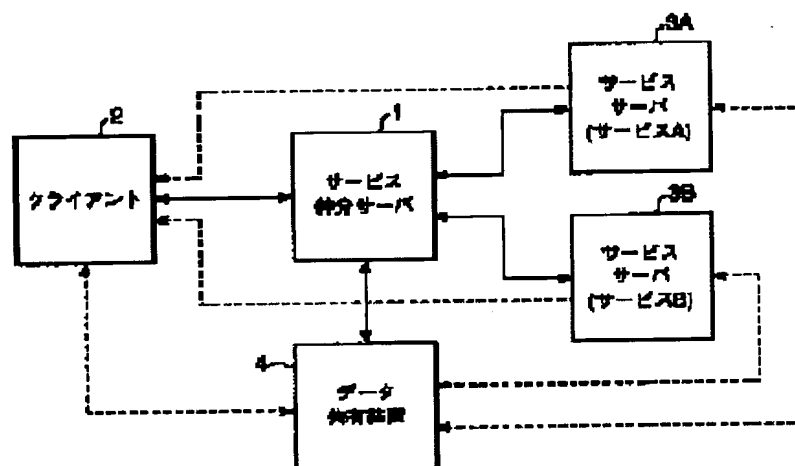 3A
サービス
サーバ
(サービスA)
2
クライアント
1
サービス
仲介サーバ
3B
サービス
サーバ
(サービスB)
4
データ
共有装置